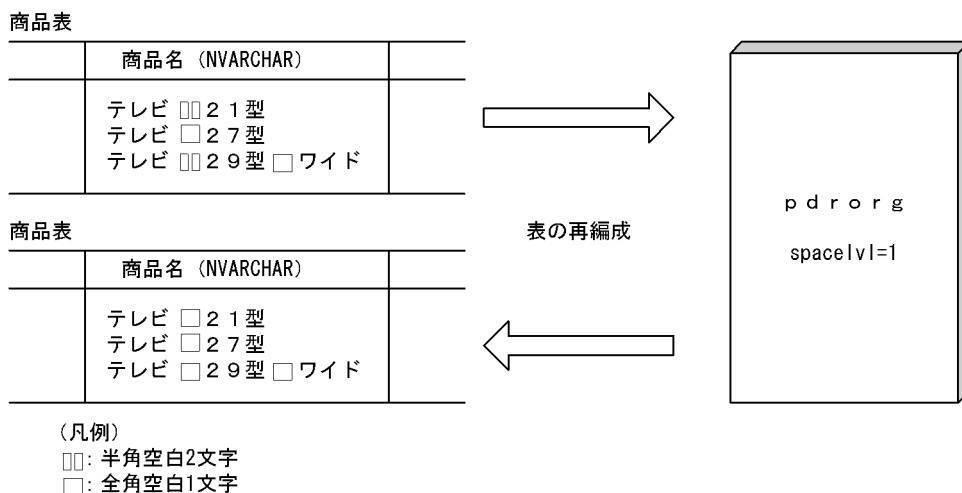 商品表
商品名（NVARCHAR）
テレビ▯▯２１型
テレビ□２７型
テレビ▯▯２９型□ワイド
商品表
商品名（NVARCHAR）
テレビ□２１型
テレビ□２７型
テレビ□２９型□ワイド
表の再編成
ｐｄｒｏｒｇ
spacelvl=1
（凡例）
▯▯：半角空白2文字
□：全角空白1文字